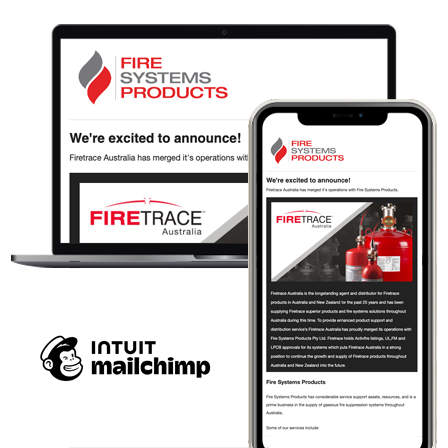 FIRE
SYSTEMS
PRODUCTS
We're excited to announce!
Firetrace Australia has merged it's operations with
FIRETRACE
Australia
FIRE
SYSTEMS
PRODUCTS
We're excited to announce!
Firetrace Australia has merged it's operations with Fire Systems Products.
FIRETRACE
Australia
Firetrace Australia is the longstanding agent and distributor for Firetrace
products in Australia and New Zealand for the past 25 years and has been
supplying Firetrace superior products and fire systems solutions throughout
Australia during this time. To provide enhanced product support and
distribution service's Firetrace Australia has proudly merged its operations with
Fire Systems Products Pty Ltd. Firetrace holds Activfire listings, UL,FM and
LPCB approvals for its systems which puts Firetrace Australia in a strong
position to continue the growth and supply of Firetrace products throughout
Australia and New Zealand into the future.
Fire Systems Products
Fire Systems Products has considerable service support assets, resources, and is a
prime business in the supply of gaseous fire suppression systems throughout
Australia.
Some of our services include:
INTUIT
mailchimp